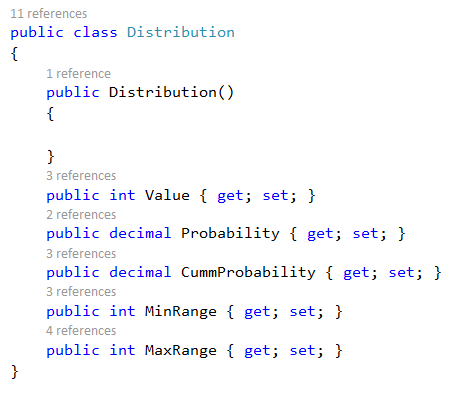 11 references
public class Distribution
{
1 reference
public Distribution()
{
}
3 references
public int Value { get; set; }
2 references
public decimal Probability { get; set; }
3 references
public decimal CummProbability { get; set; }
3 references
public int MinRange { get; set; }
4 references
public int MaxRange { get; set; }
}